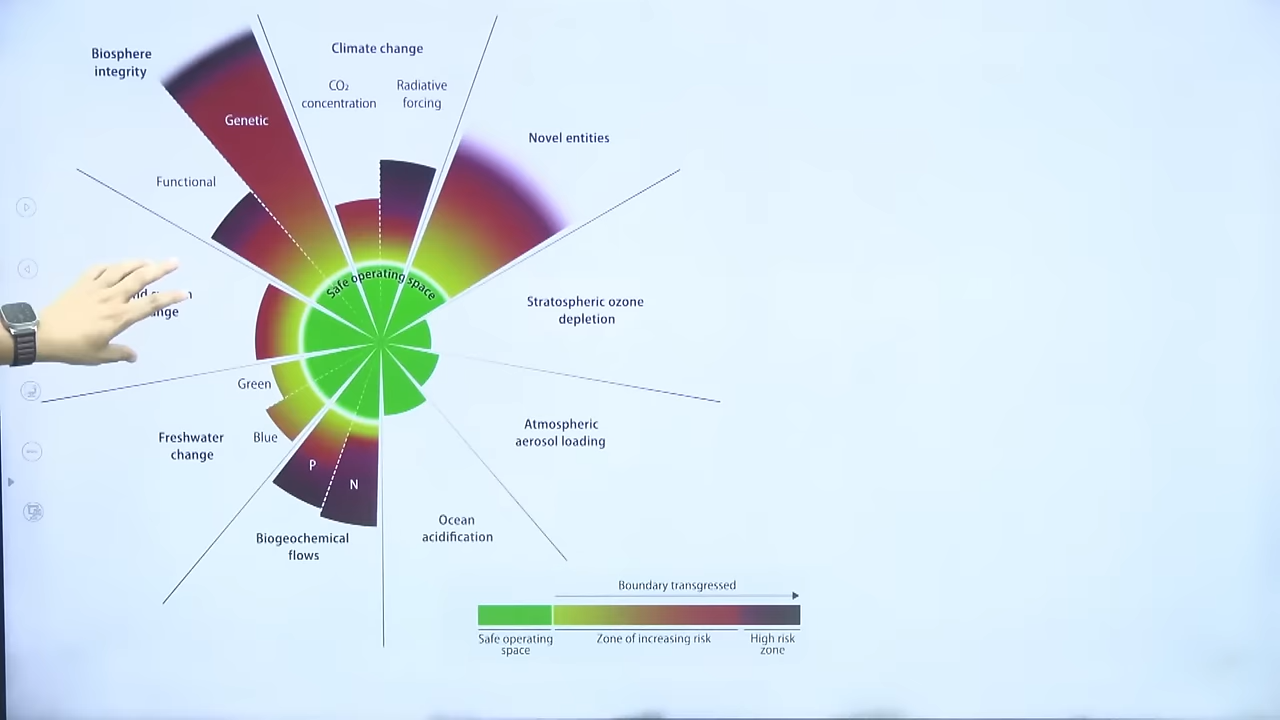 Biosphere
integrity
Genetic
Functional
Climate change
CO₂
concentration
Radiative
forcing
Novel entities
Safe operating space
Stratospheric ozone
depletion
Atmospheric
aerosol loading
Ocean
acidification
Biogeochemical
flows
P
N
Freshwater
change
Green
Blue
Boundary transgressed
Safe operating
space
Zone of increasing risk
High risk
zone